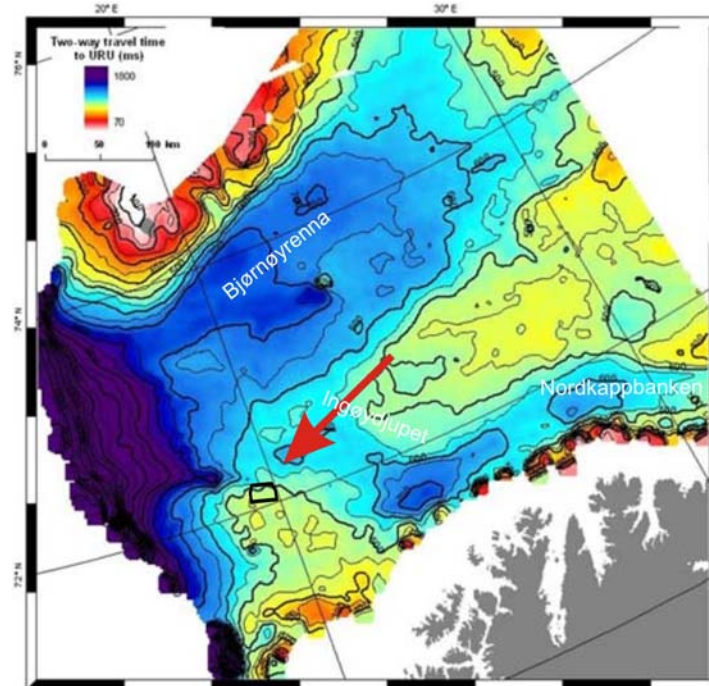 20° E
30° E
Two-way travel time
to URU (ms)
1800
70
0
50
km
76° N
74° N
72° N
Bjørnøyrenna
Ingøydjupet
Nordkappbanken